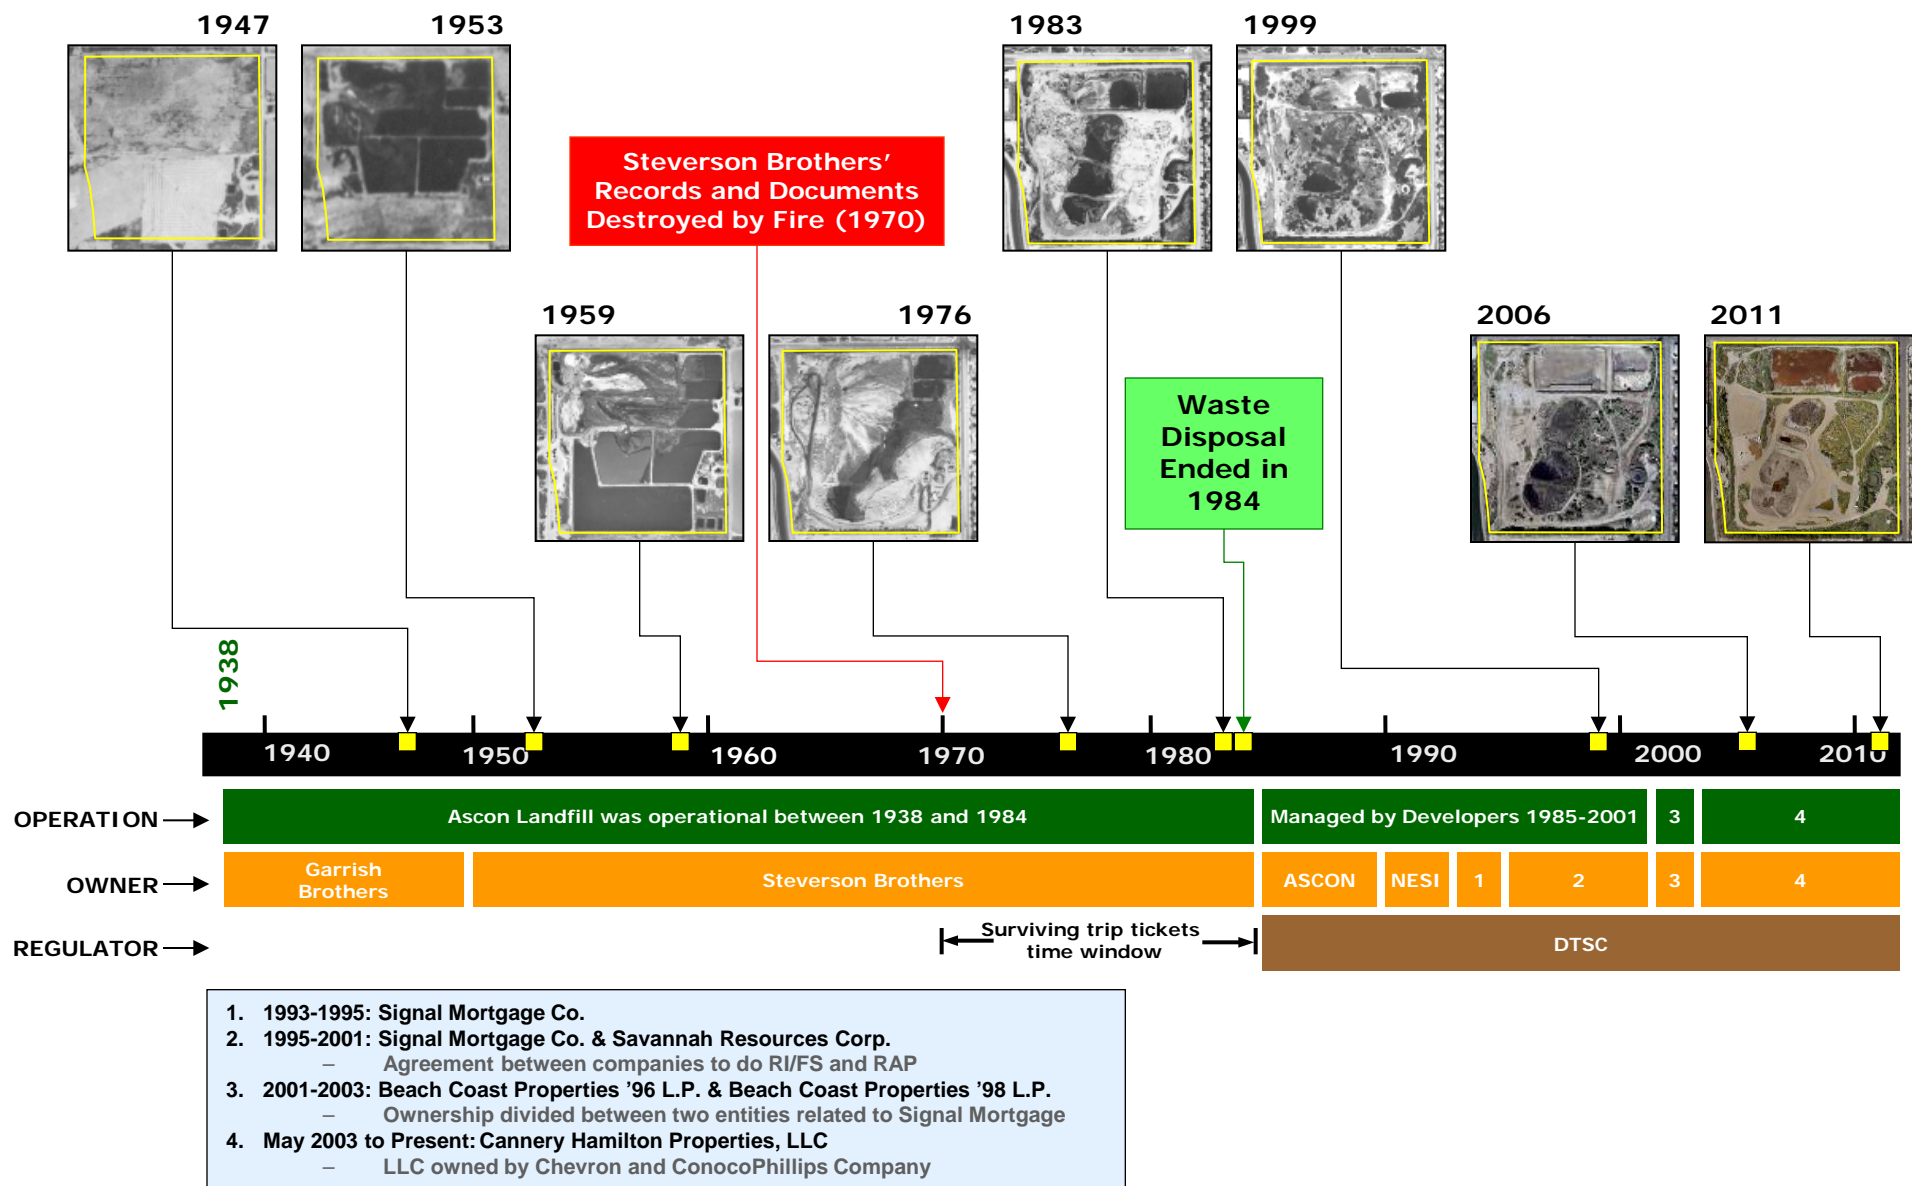 1947
1953
1983
1999
Steverson Brothers’
Records and Documents
Destroyed by Fire (1970)
1959
1976
2006
2011
Waste
Disposal
Ended in
1984
1938
1940
1950
1960
1970
1980
1990
2000
2010
OPERATION
Ascon Landfill was operational between 1938 and 1984
Managed by Developers 1985-2001
3
4
OWNER
Garrish
Brothers
Steverson Brothers
ASCON
NESI
1
2
3
4
REGULATOR
Surviving trip tickets
time window
DTSC
1. 1993-1995: Signal Mortgage Co.
2. 1995-2001: Signal Mortgage Co. & Savannah Resources Corp.
– Agreement between companies to do RI/FS and RAP
3. 2001-2003: Beach Coast Properties ’96 L.P. & Beach Coast Properties ’98 L.P.
– Ownership divided between two entities related to Signal Mortgage
4. May 2003 to Present: Cannery Hamilton Properties, LLC
– LLC owned by Chevron and ConocoPhillips Company